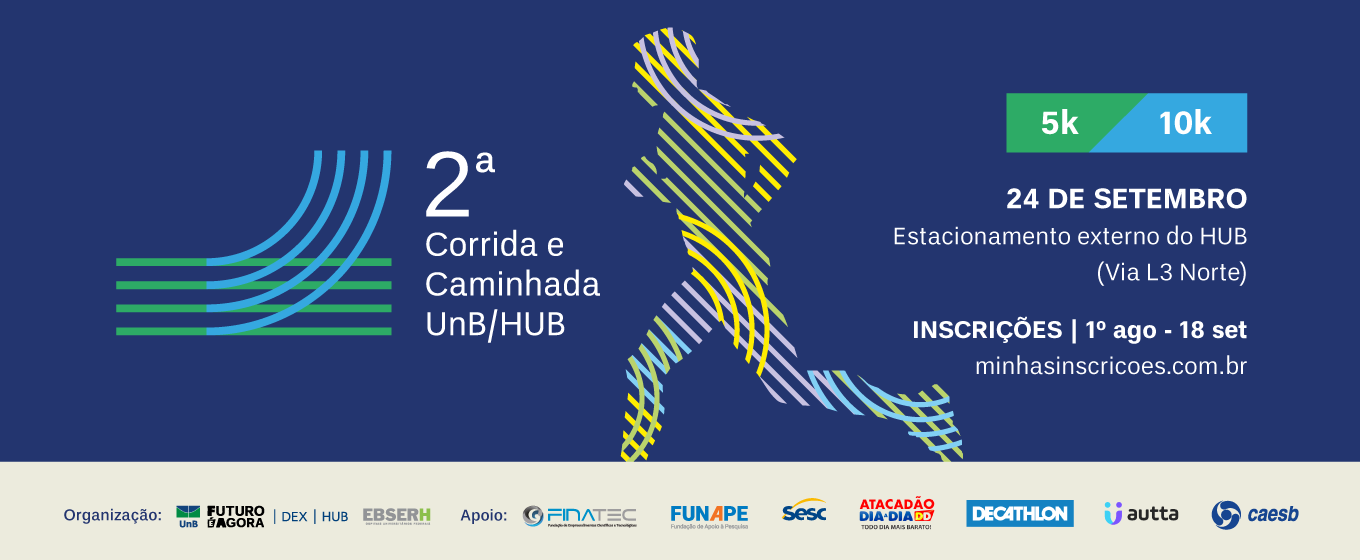 2ª
Corrida e
Caminhada
UnB/HUB
5k 10k
24 DE SETEMBRO
Estacionamento externo do HUB
(Via L3 Norte)
INSCRIÇÕES | 1º ago - 18 set
minhasinscricoes.com.br
Organização: UnB FUTURO É AGORA | DEX | HUB EBSERH Apoio: FINATEC FUNAPE Sesc ATACADÃO DIA A DIA DD decathlon autta caesb
Fundação de Apoio à Pesquisa
TODO DIA MAIS BARATO!